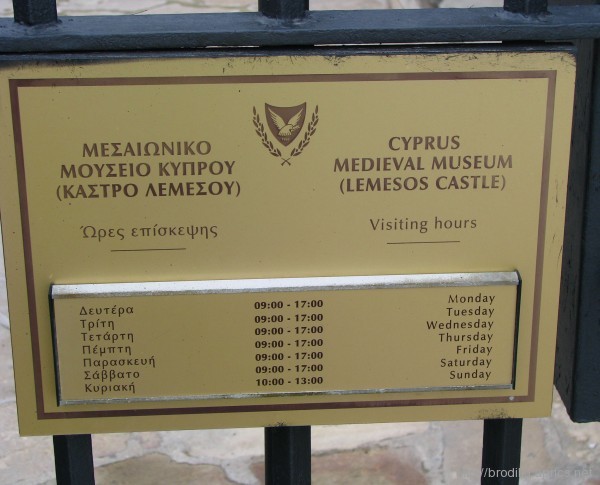 ΜΕΣΑΙΩΝΙΚΟ
ΜΟΥΣΕΙΟ ΚΥΠΡΟΥ
(ΚΑΣΤΡΟ ΛΕΜΕΣΟΥ)
Ώρες επίσκεψης
CYPRUS
MEDIEVAL MUSEUM
(LEMESOS CASTLE)
Visiting hours
Δευτέρα 09:00 - 17:00 Monday
Τρίτη 09:00 - 17:00 Tuesday
Τετάρτη 09:00 - 17:00 Wednesday
Πέμπτη 09:00 - 17:00 Thursday
Παρασκευή 09:00 - 17:00 Friday
Σάββατο 09:00 - 17:00 Saturday
Κυριακή 10:00 - 13:00 Sunday